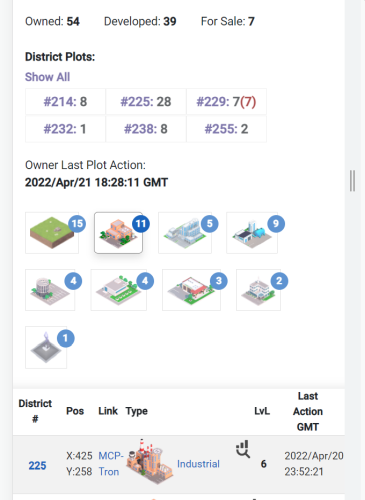 Owned: 54 Developed: 39 For Sale: 7
District Plots:
Show All
#214: 8 #225: 28 #229: 7(7)
#232: 1 #238: 8 #255: 2
Owner Last Plot Action:
2022/Apr/21 18:28:11 GMT
15 11 5 9
4 4 3 2
1
District # Pos Link Type LvL Last Action GMT
225 X:425 Y:258 MCP-Tron Industrial 6 2022/Apr/20 23:52:21